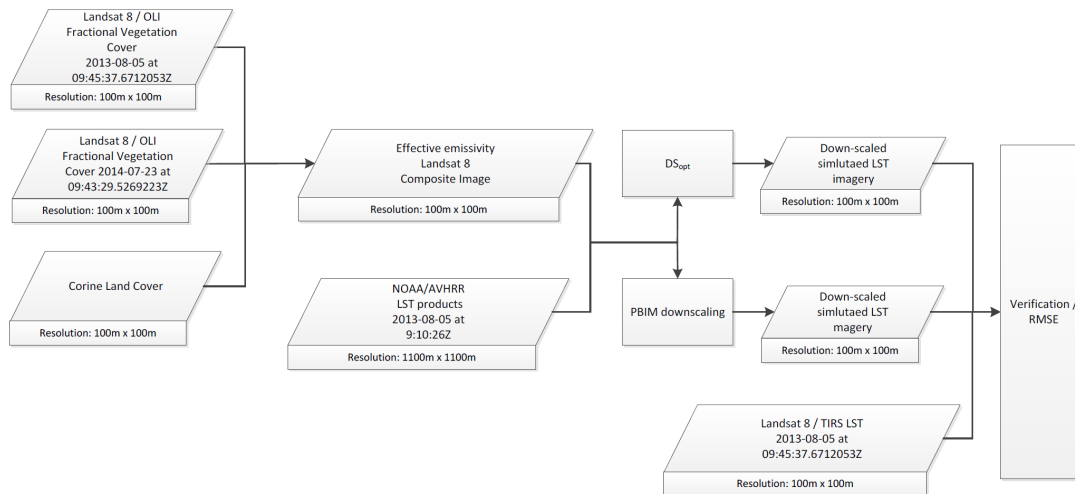 Landsat 8 / OLI
Fractional Vegetation
Cover
2013-08-05 at
09:45:37.6712053Z
Resolution: 100m x 100m
Landsat 8 / OLI
Fractional Vegetation
Cover 2014-07-23 at
09:43:29.5269223Z
Resolution: 100m x 100m
Corine Land Cover
Resolution: 100m x 100m
Effective emissivity
Landsat 8
Composite Image
Resolution: 100m x 100m
NOAA/AVHRR
LST products
2013-08-05 at
9:10:26Z
Resolution: 1100m x 1100m
DSopt
PBIM downscaling
Down-scaled
simlutaed LST
imagery
Resolution: 100m x 100m
Down-scaled
simlutaed LST
magery
Resolution: 100m x 100m
Landsat 8 / TIRS LST
2013-08-05 at
09:45:37.6712053Z
Resolution: 100m x 100m
Verification /
RMSE